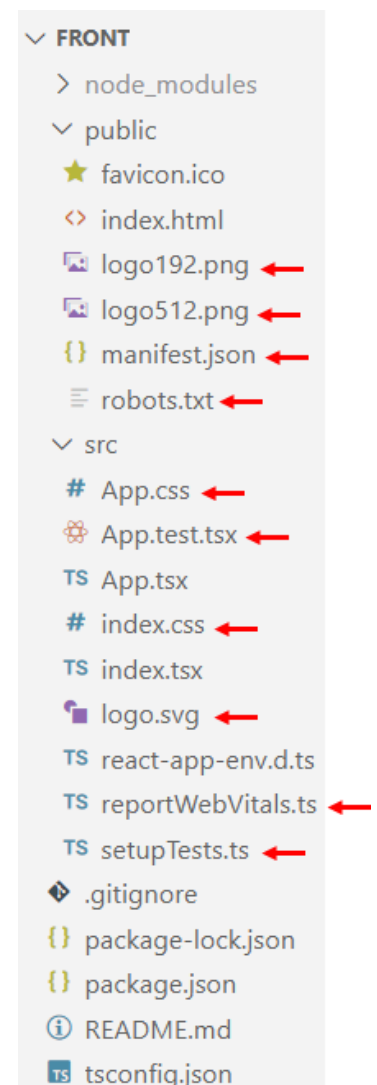 FRONT
node_modules
public
favicon.ico
index.html
logo192.png
logo512.png
manifest.json
robots.txt
src
App.css
App.test.tsx
TS App.tsx
index.css
TS index.tsx
logo.svg
TS react-app-env.d.ts
TS reportWebVitals.ts
TS setupTests.ts
.gitignore
package-lock.json
package.json
README.md
TS tsconfig.json